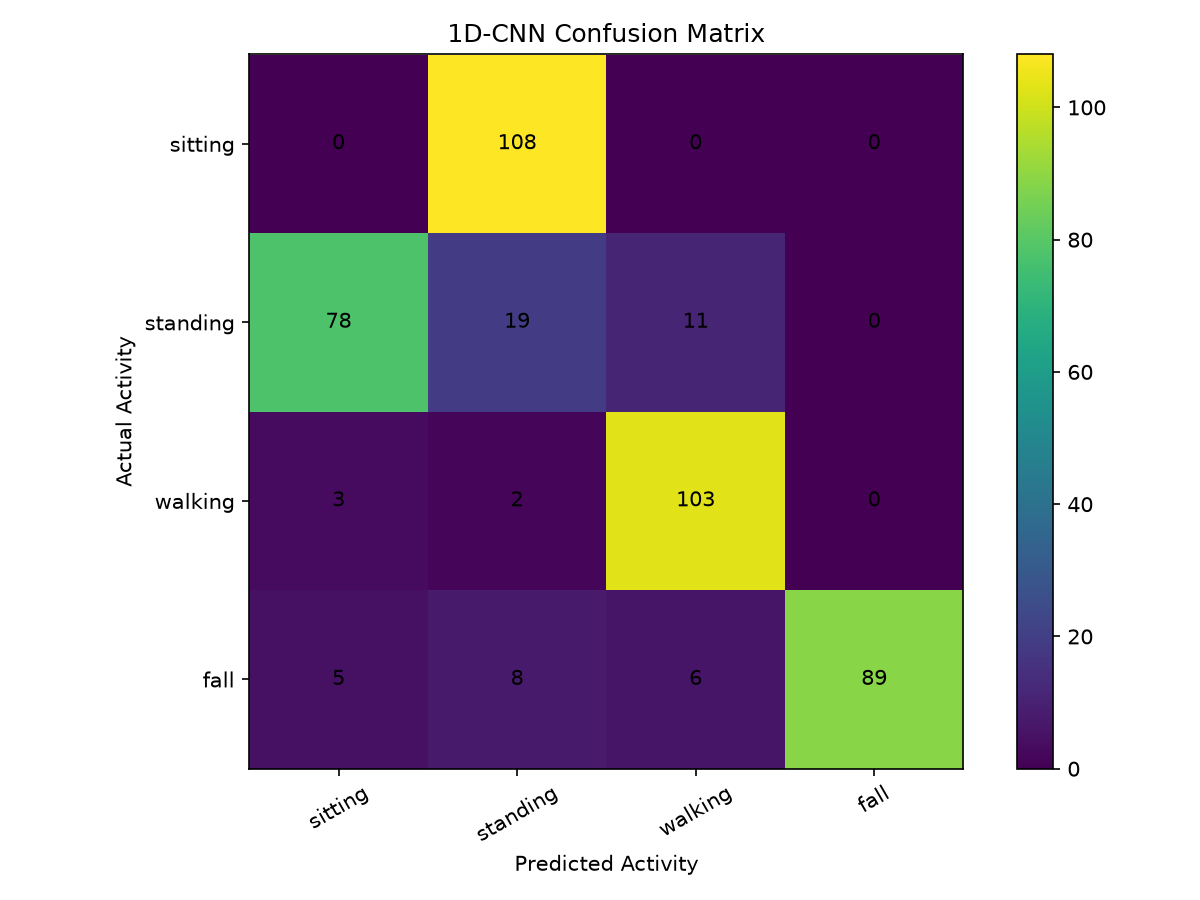 1D-CNN Confusion Matrix
sitting 0 108 0 0
standing 78 19 11 0
walking 3 2 103 0
fall 5 8 6 89
sitting standing walking fall
Predicted Activity
Actual Activity
100
80
60
40
20
0